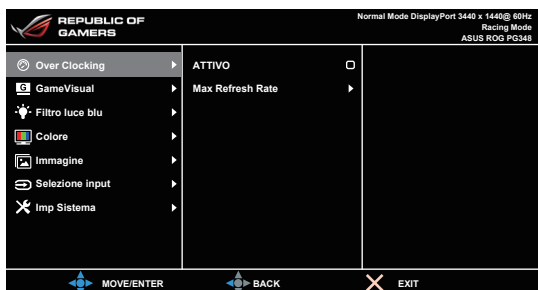 REPUBLIC OF
GAMERS
Normal Mode DisplayPort 3440 x 1440@ 60Hz
Racing Mode
ASUS ROG PG348
Over Clocking
ATTIVO
G GameVisual
Max Refresh Rate
Filtro luce blu
Colore
Immagine
Selezione input
Imp Sistema
MOVE/ENTER
BACK
EXIT